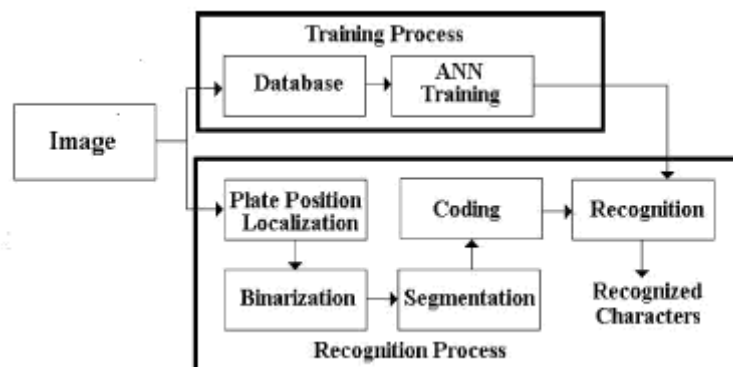 Training Process
Database
ANN
Training
Image
Plate Position
Localization
Coding
Recognition
Binarization
Segmentation
Recognized
Characters
Recognition Process